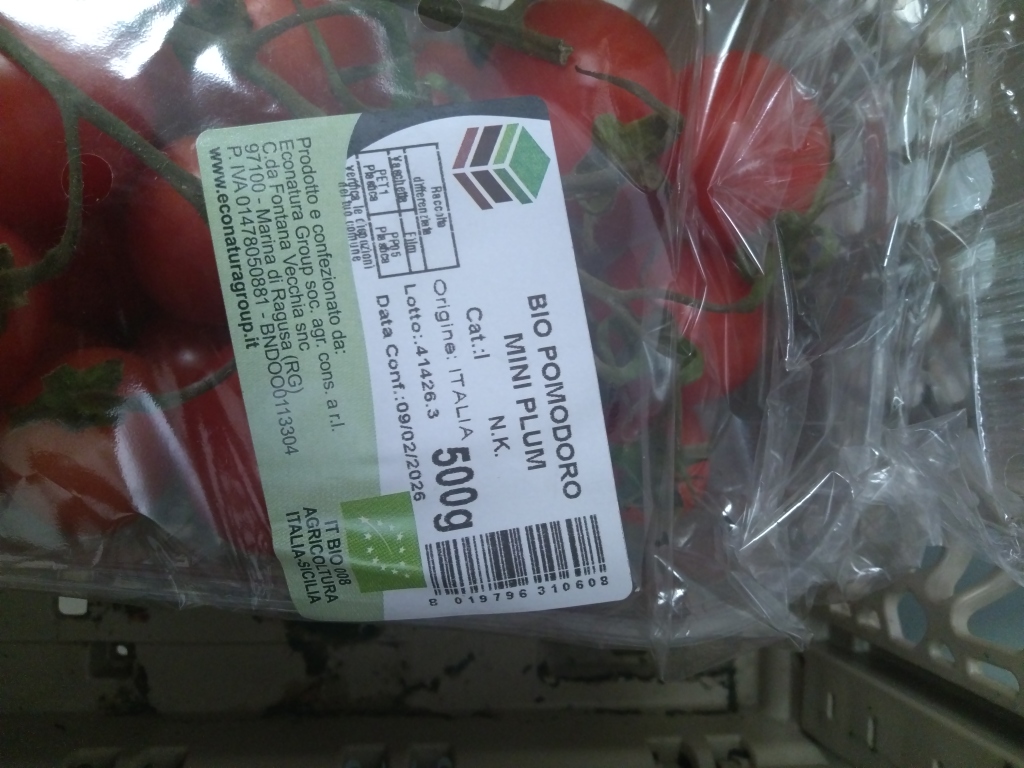 BIO POMODORO
MINI PLUM
Cat.:I N.K.
Origine: ITALIA
500g
Lotto:.41426.3
Data Conf.:09/02/2026
Raccolta
differenziata
Vaschetta Film
PET1 PP05
Plastica Plastica
verifica le disposizioni
del tuo comune
8 019796 310608
Prodotto e confezionato da:
Econatura Group soc. agr. cons. a r.l.
C.da Fontana Vecchia snc
97100 - Marina di Ragusa (RG)
P. IVA 01478050881 - BNDOO0113304
www.econaturagroup.it
IT BIO 008
AGRICOLTURA
ITALIA:SICILIA